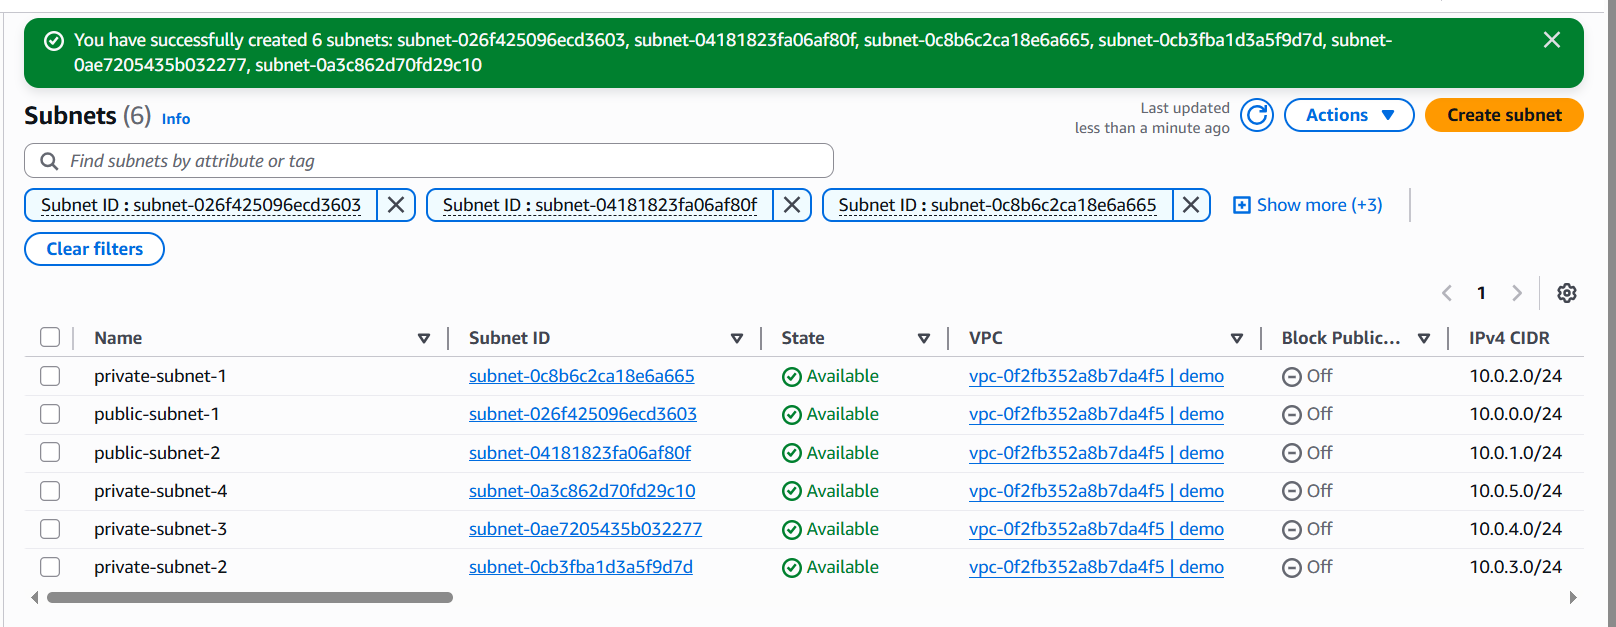 You have successfully created 6 subnets: subnet-026f425096ecd3603, subnet-04181823fa06af80f, subnet-0c8b6c2ca18e6a665, subnet-0cb3fba1d3a5f9d7d, subnet-
0ae7205435b032277, subnet-0a3c862d70fd29c10
Subnets (6) Info
Last updated
less than a minute ago
Actions
Create subnet
Find subnets by attribute or tag
Subnet ID : subnet-026f425096ecd3603
Subnet ID : subnet-04181823fa06af80f
Subnet ID : subnet-0c8b6c2ca18e6a665
Show more (+3)
Clear filters
1
Name Subnet ID State VPC Block Public... IPv4 CIDR
private-subnet-1 subnet-0c8b6c2ca18e6a665 Available vpc-0f2fb352a8b7da4f5 | demo Off 10.0.2.0/24
public-subnet-1 subnet-026f425096ecd3603 Available vpc-0f2fb352a8b7da4f5 | demo Off 10.0.0.0/24
public-subnet-2 subnet-04181823fa06af80f Available vpc-0f2fb352a8b7da4f5 | demo Off 10.0.1.0/24
private-subnet-4 subnet-0a3c862d70fd29c10 Available vpc-0f2fb352a8b7da4f5 | demo Off 10.0.5.0/24
private-subnet-3 subnet-0ae7205435b032277 Available vpc-0f2fb352a8b7da4f5 | demo Off 10.0.4.0/24
private-subnet-2 subnet-0cb3fba1d3a5f9d7d Available vpc-0f2fb352a8b7da4f5 | demo Off 10.0.3.0/24